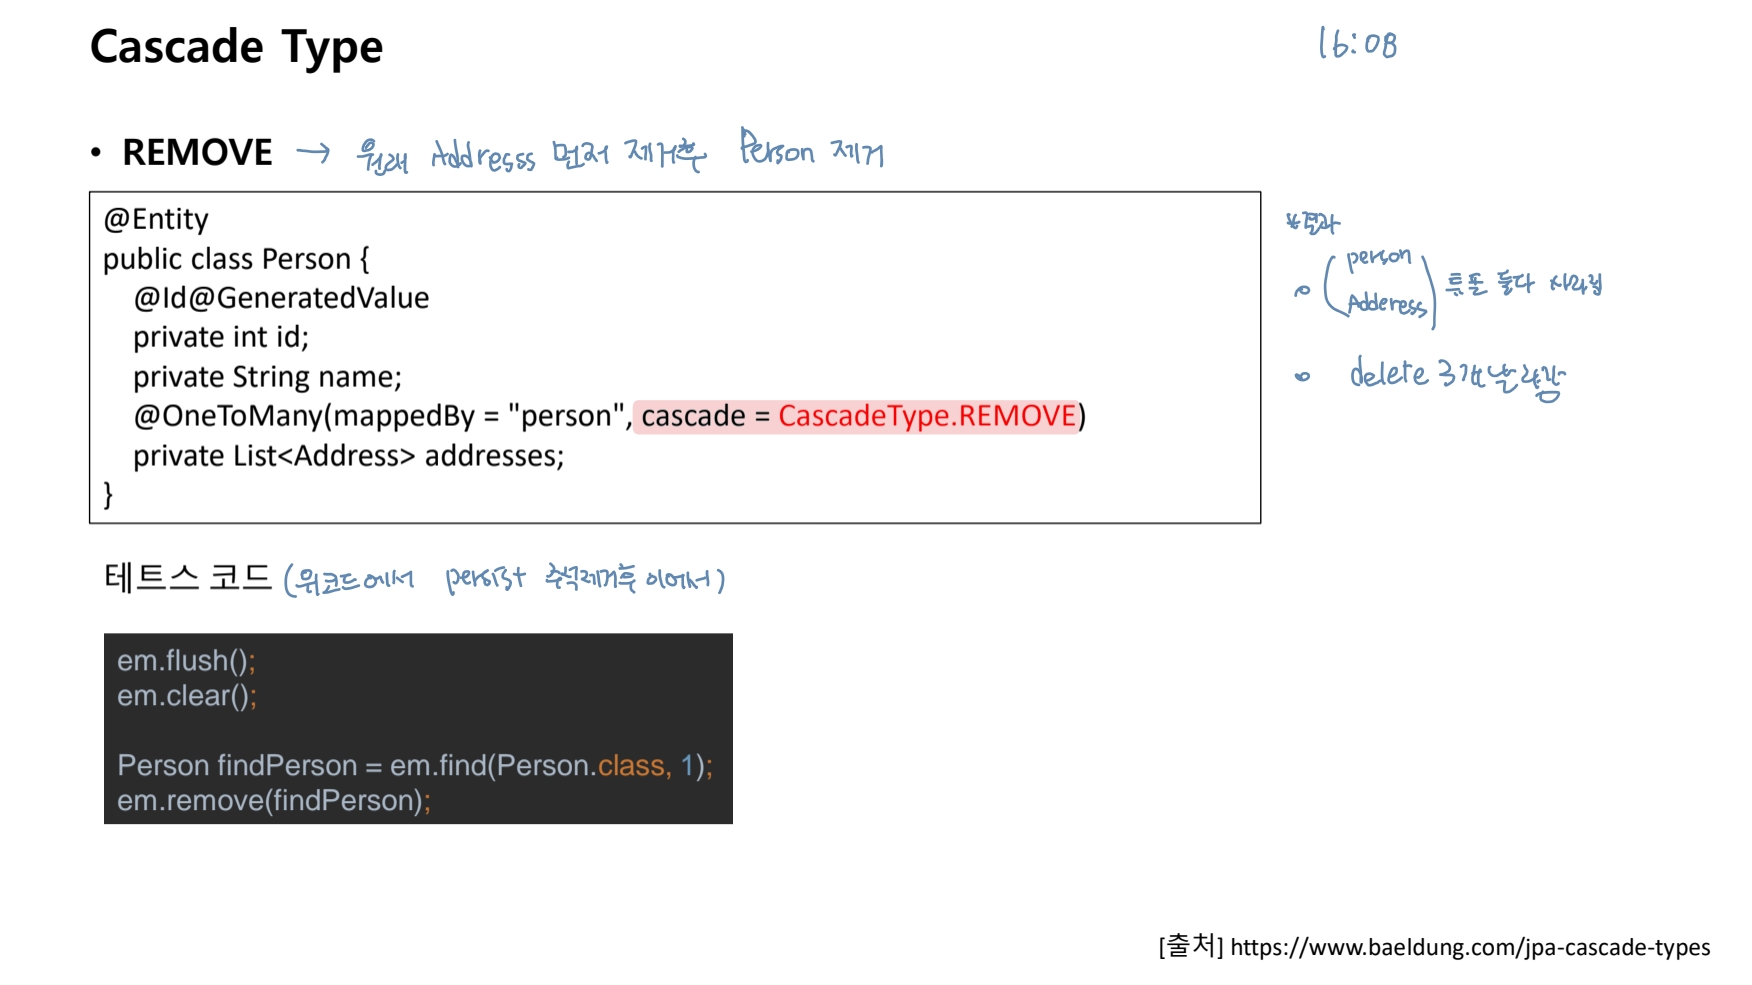 Cascade Type
16:08
• REMOVE → 원래 Addresss 먼저 제거후 Person 제거
@Entity
public class Person {
@Id@GeneratedValue
private int id;
private String name;
@OneToMany(mappedBy = "person", cascade = CascadeType.REMOVE)
private List<Address> addresses;
}
*결과
person
Adderess
튜플 둘다 사라짐
delete 3개 날라감
테트스 코드 (위코드에서 persist 주석제거후 이어서)
em.flush();
em.clear();
Person findPerson = em.find(Person.class, 1);
em.remove(findPerson);
[출처] https://www.baeldung.com/jpa-cascade-types